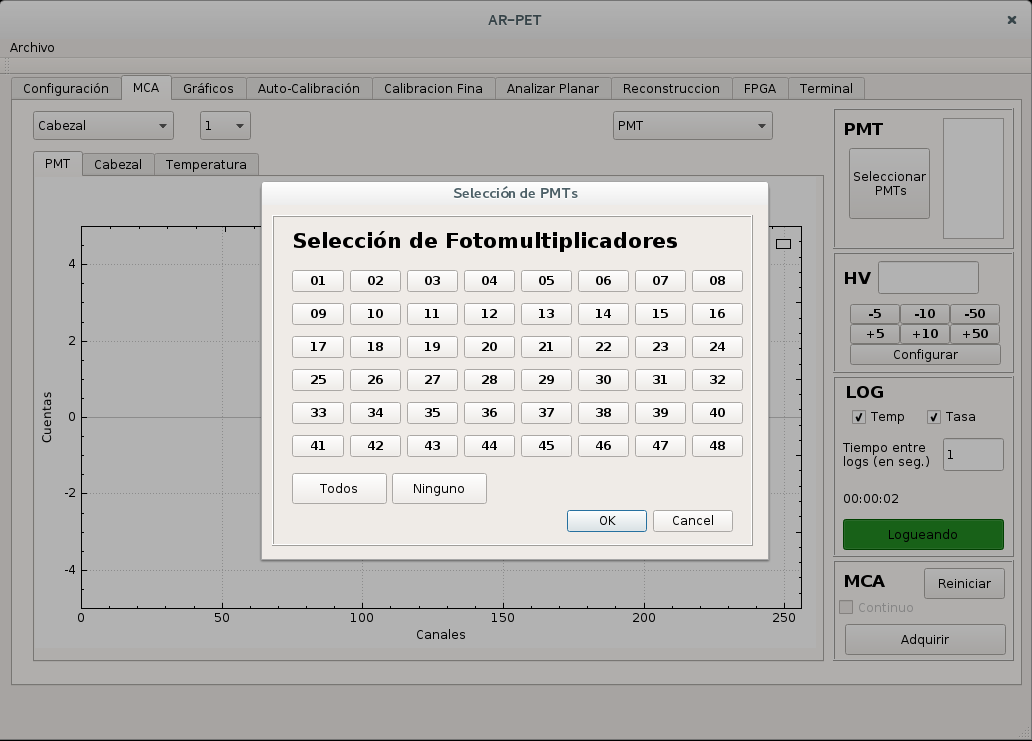 AR-PET
Archivo
Configuración MCA Gráficos Auto-Calibración Calibracion Fina Analizar Planar Reconstruccion FPGA Terminal
Cabezal 1 PMT
PMT Cabezal Temperatura
Cuentas
4
2
0
-2
-4
0 50 100 150 200 250
Canales
Selección de PMTs
Selección de Fotomultiplicadores
01 02 03 04 05 06 07 08
09 10 11 12 13 14 15 16
17 18 19 20 21 22 23 24
25 26 27 28 29 30 31 32
33 34 35 36 37 38 39 40
41 42 43 44 45 46 47 48
Todos Ninguno
OK Cancel
PMT
Seleccionar
PMTs
HV
-5 -10 -50
+5 +10 +50
Configurar
LOG
Temp Tasa
Tiempo entre
logs (en seg.) 1
00:00:02
Logueando
MCA Reiniciar
Continuo
Adquirir